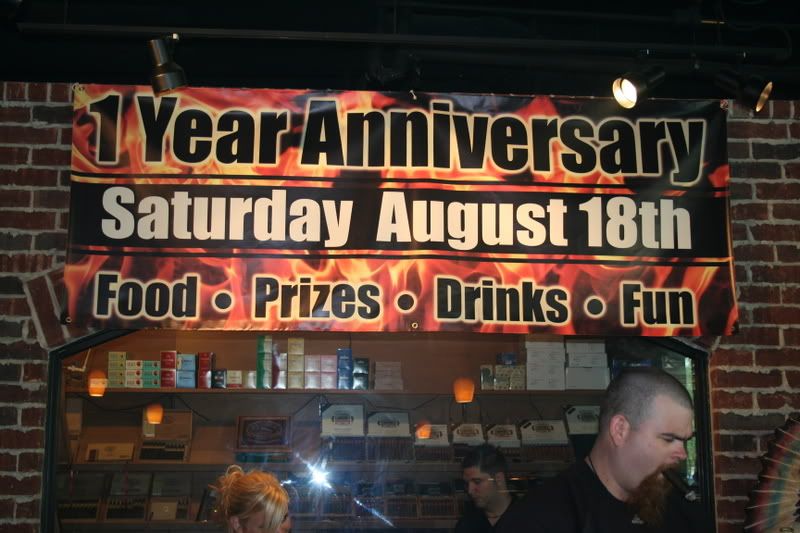 1 Year Anniversary
Saturday August 18th
Food • Prizes • Drinks • Fun